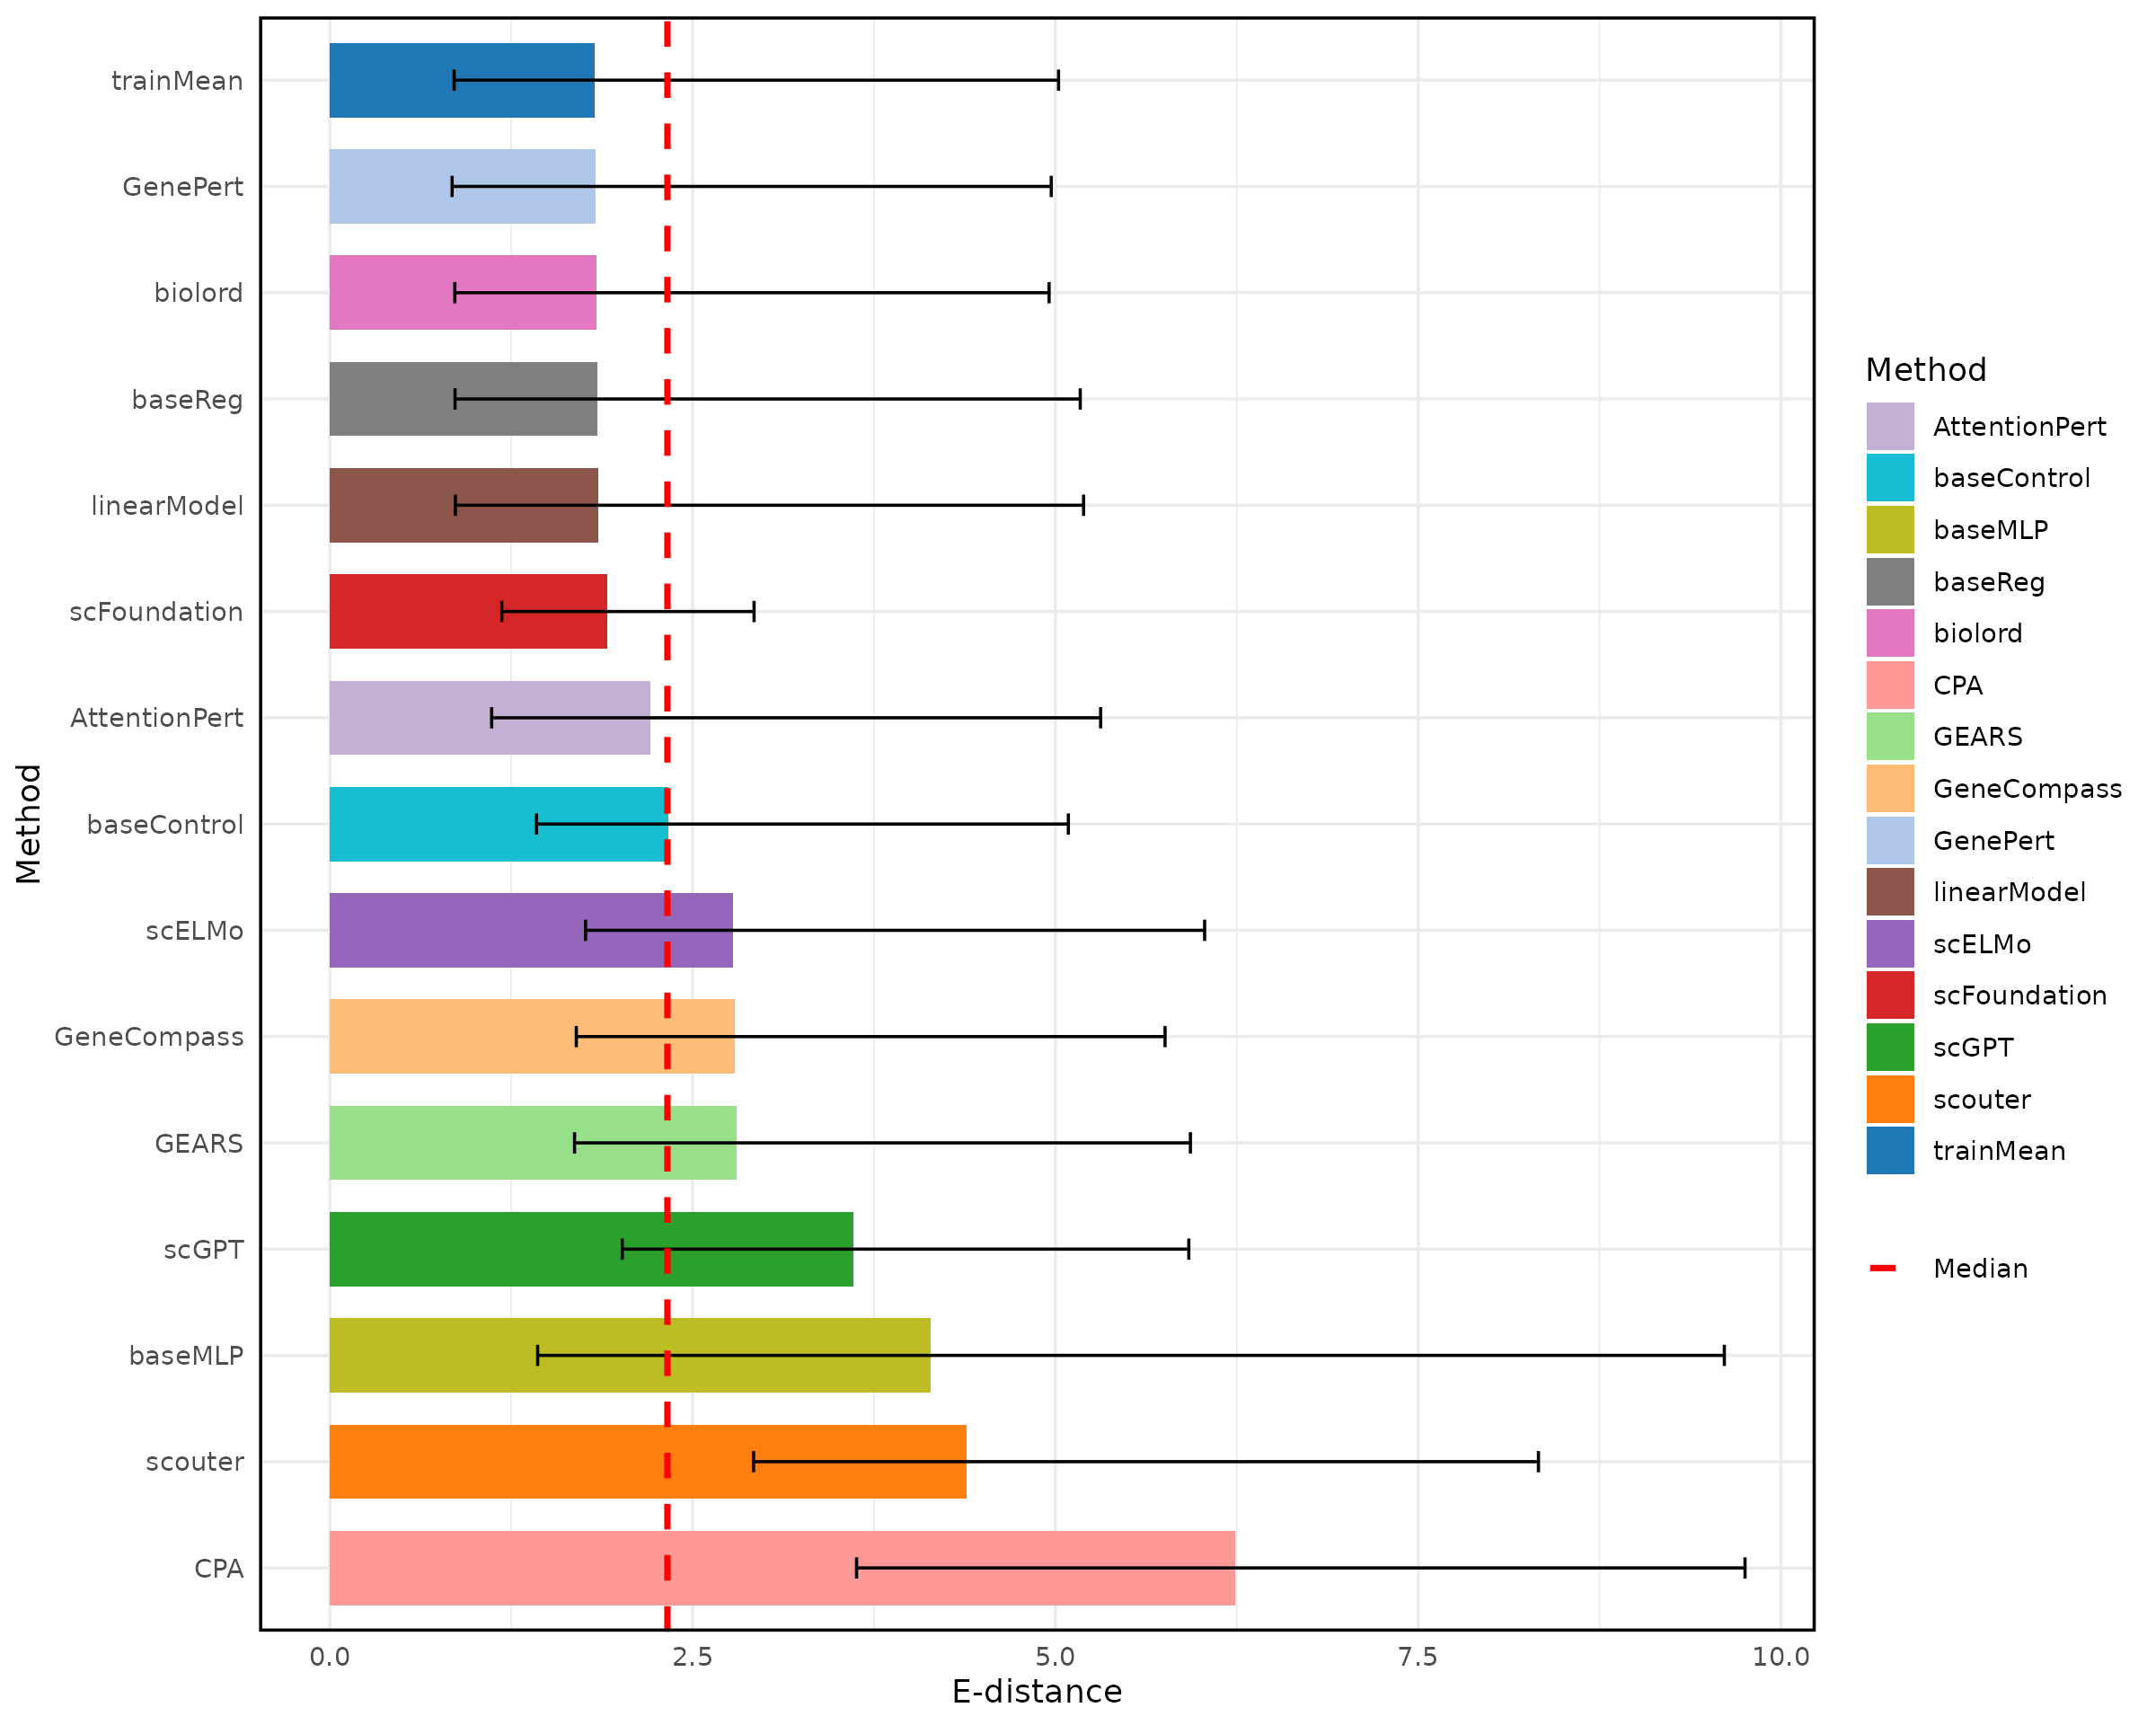 trainMean
GenePert
biolord
baseReg
linearModel
scFoundation
AttentionPert
baseControl
scELMo
GeneCompass
GEARS
scGPT
baseMLP
scouter
CPA
Method
0.0 2.5 5.0 7.5 10.0
E-distance
Method
AttentionPert
baseControl
baseMLP
baseReg
biolord
CPA
GEARS
GeneCompass
GenePert
linearModel
scELMo
scFoundation
scGPT
scouter
trainMean
Median